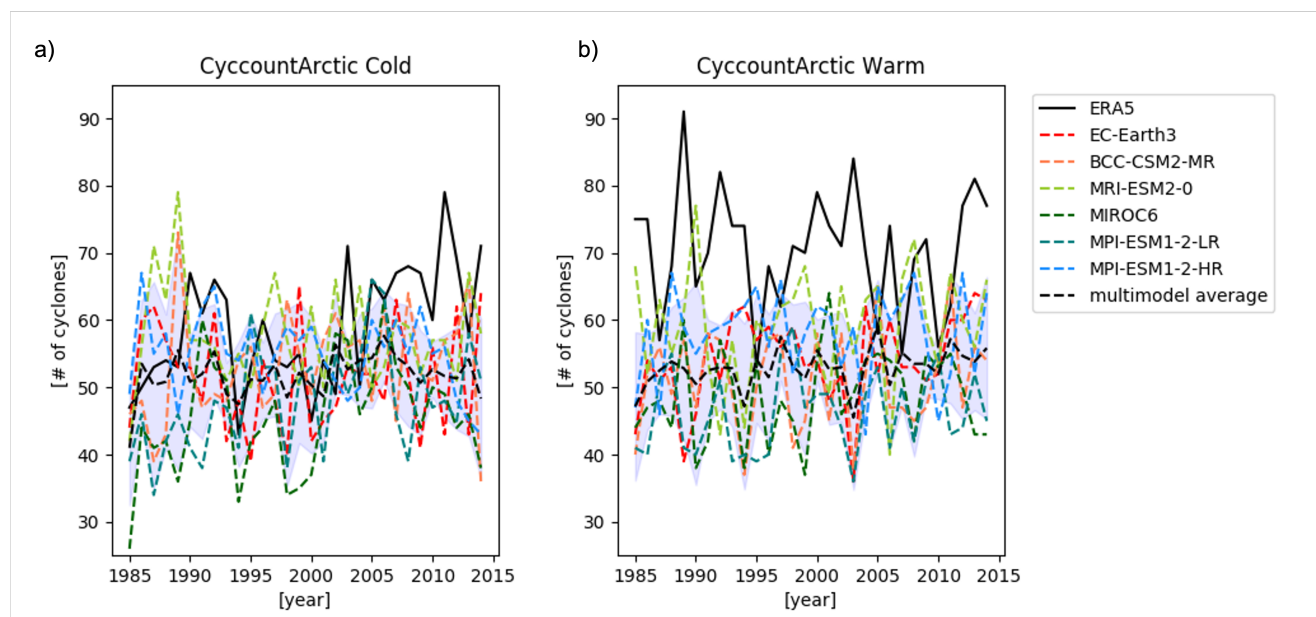 a)
CyccountArctic Cold
[# of cyclones]
90
80
70
60
50
40
30
1985 1990 1995 2000 2005 2010 2015
[year]
b)
CyccountArctic Warm
[# of cyclones]
90
80
70
60
50
40
30
1985 1990 1995 2000 2005 2010 2015
[year]
ERA5
EC-Earth3
BCC-CSM2-MR
MRI-ESM2-0
MIROC6
MPI-ESM1-2-LR
MPI-ESM1-2-HR
multimodel average